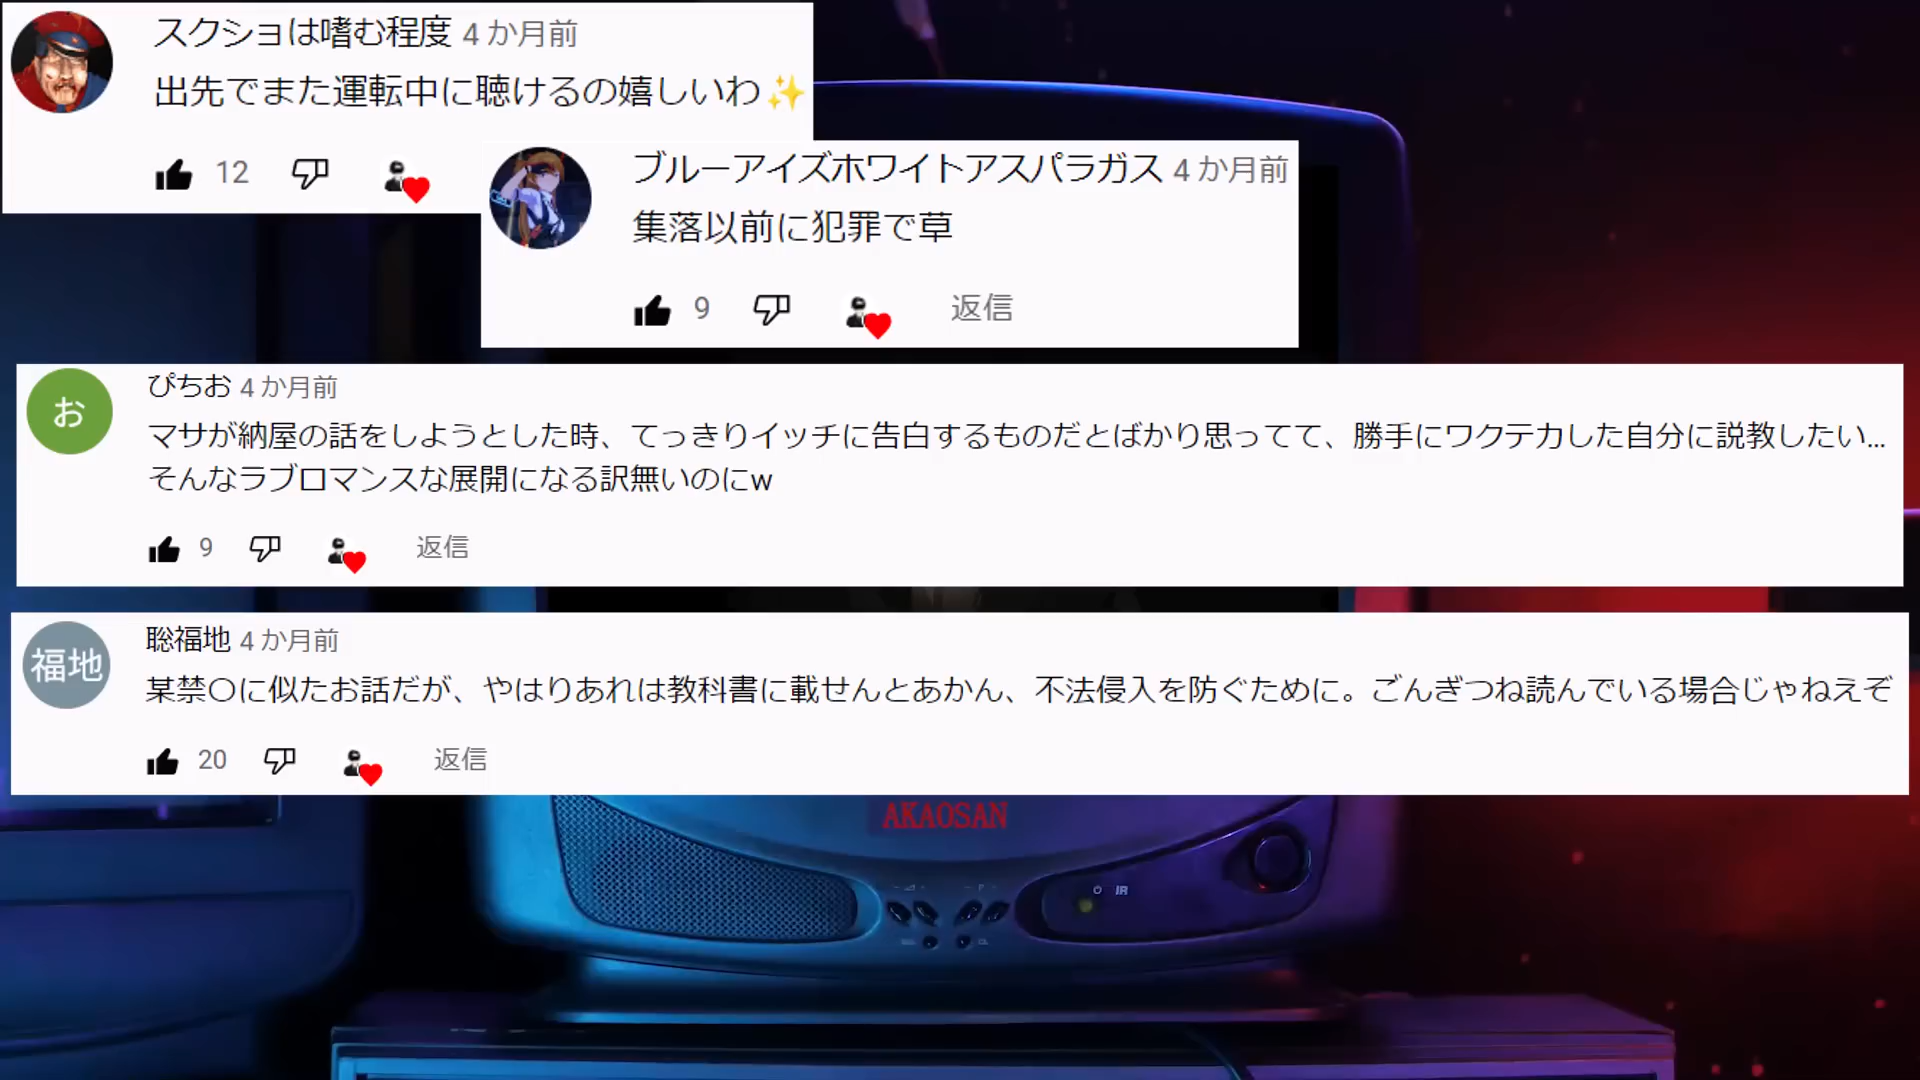 スクショは嗜む程度 4 か月前
出先でまた運転中に聴けるの嬉しいわ✨
12
ブルーアイズホワイトアスパラガス 4 か月前
集落以前に犯罪で草
9 返信
お
ぴちお 4 か月前
マサが納屋の話をしようとした時、てっきりイッチに告白するものだとばかり思ってて、勝手にワクテカした自分に説教したい...
そんなラブロマンスな展開になる訳無いのにw
9 返信
福地
聡福地 4 か月前
某禁〇に似たお話だが、やはりあれは教科書に載せんとあかん、不法侵入を防ぐために。ごんぎつね読んでいる場合じゃねえぞ
20 返信
AKAOSAN
IR